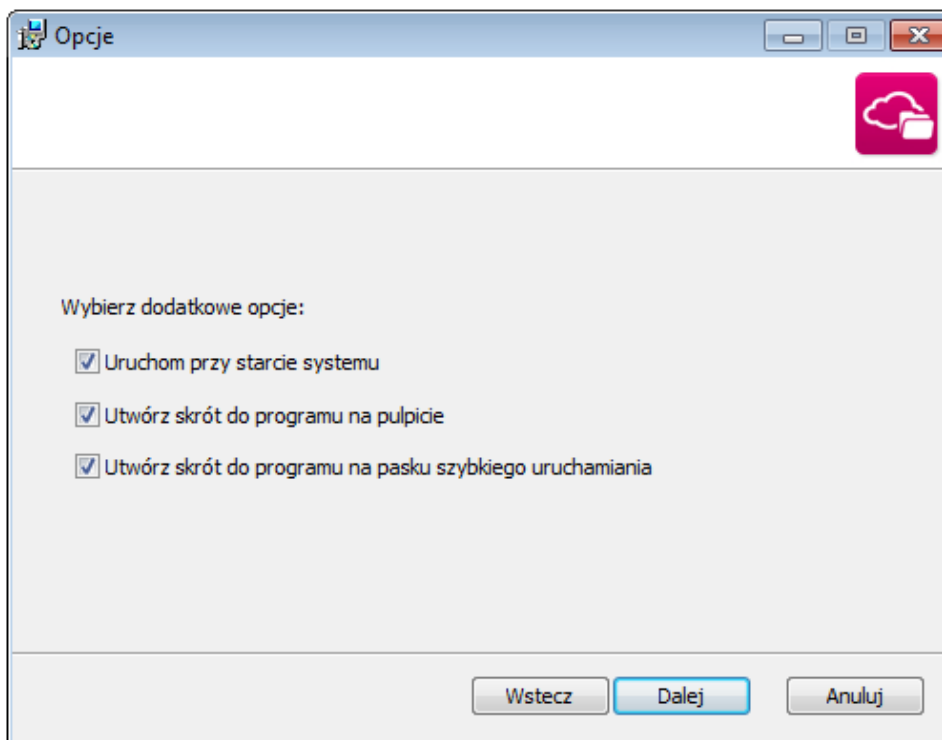 Opcje
Wybierz dodatkowe opcje:
Uruchom przy starcie systemu
Utwórz skrót do programu na pulpicie
Utwórz skrót do programu na pasku szybkiego uruchamiania
Wstecz Dalej Anuluj